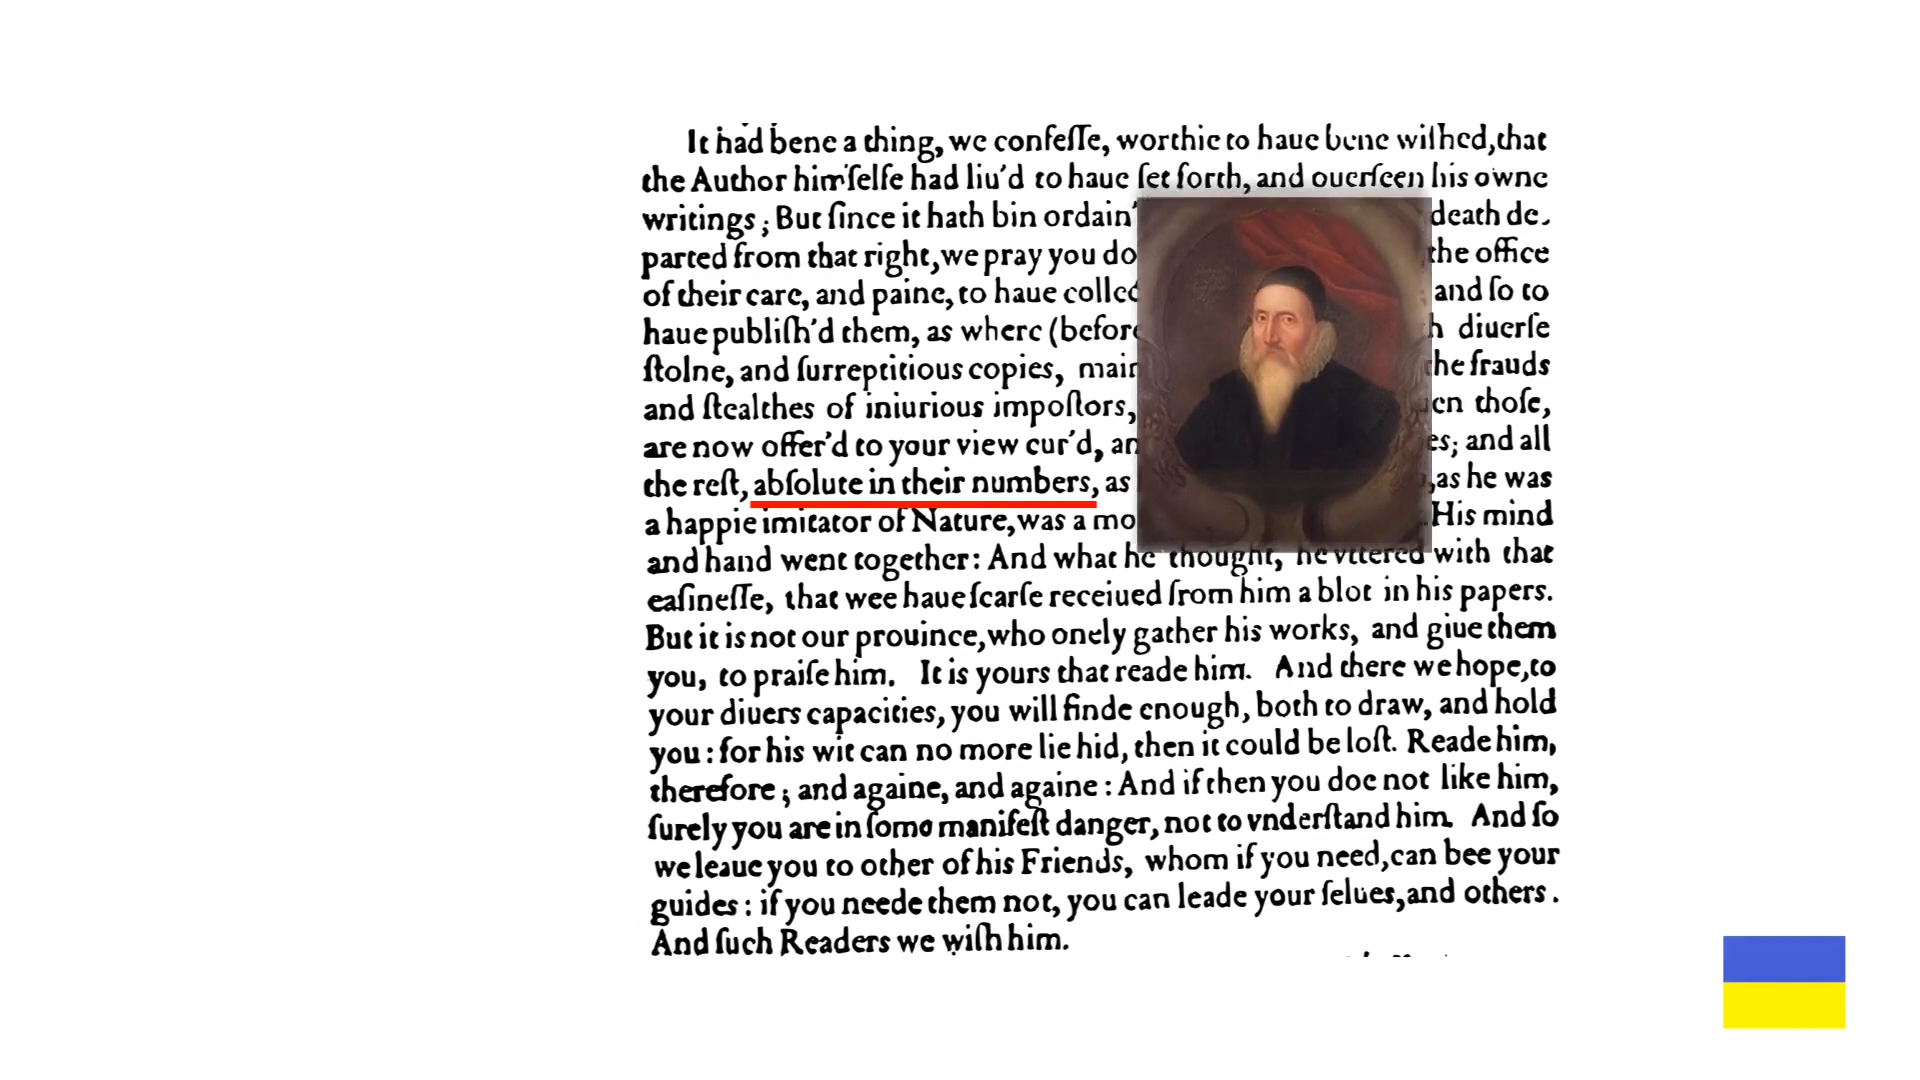 It had bene a thing, we confeſſe, worthie to haue bene wiſhed, that
the Author himſelfe had liu'd to haue ſet forth, and ouerſeen his owne
writings ; But ſince it hath bin ordain' death de-
parted from that right, we pray you do the office
of their care, and paine, to haue and ſo to
haue publiſh'd them, as where (before diuerſe
ſtolne, and ſurreptitious copies, the frauds
and ſtealthes of iniurious impoſtors, thoſe,
are now offer'd to your view cur'd, and all
the reſt, abſolute in their numbers, as ,as he was
a happie imitator of Nature, was a mo His mind
and hand went together: And what he thought, he vttered with that
eaſineſſe, that wee haue ſcarſe receiued from him a blot in his papers.
But it is not our prouince, who onely gather his works, and giue them
you, to praiſe him. It is yours that reade him. And there we hope, to
your diuers capacities, you will finde enough, both to draw, and hold
you : for his wit can no more lie hid, then it could be loſt. Reade him,
therefore ; and againe, and againe : And if then you doe not like him,
ſurely you are in ſome manifeſt danger, not to vnderſtand him. And ſo
we leaue you to other of his Friends, whom if you need, can bee your
guides : if you neede them not, you can leade your ſelues, and others .
And ſuch Readers we wiſh him.